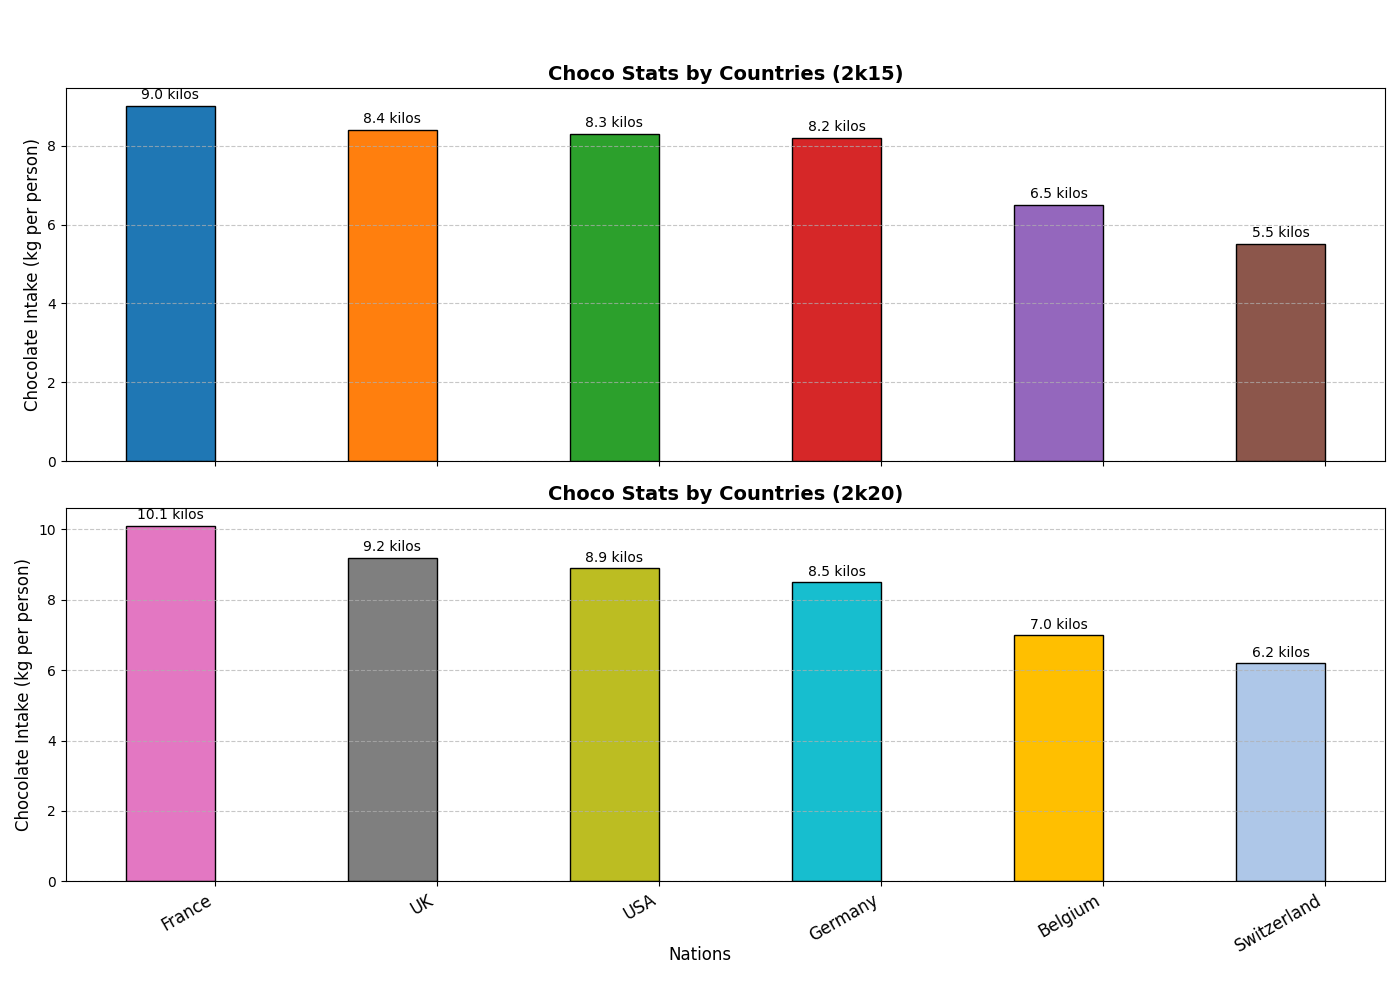 Choco Stats by Countries (2k15)
Chocolate Intake (kg per person)
8
6
4
2
0
9.0 kilos
8.4 kilos
8.3 kilos
8.2 kilos
6.5 kilos
5.5 kilos
Choco Stats by Countries (2k20)
Chocolate Intake (kg per person)
10
8
6
4
2
0
10.1 kilos
9.2 kilos
8.9 kilos
8.5 kilos
7.0 kilos
6.2 kilos
France
UK
USA
Germany
Belgium
Switzerland
Nations